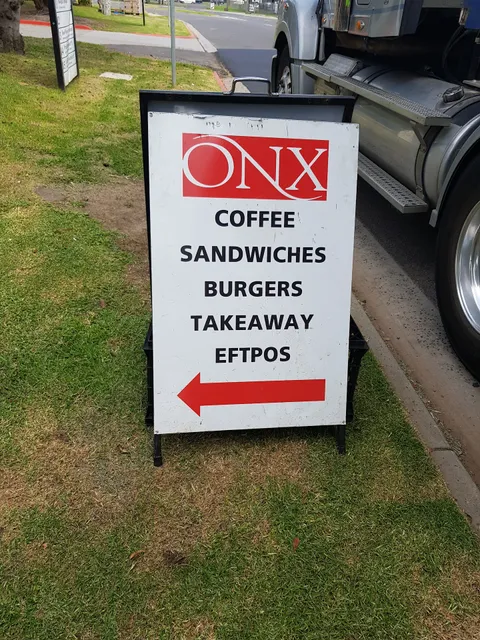 ONX
COFFEE
SANDWICHES
BURGERS
TAKEAWAY
EFTPOS